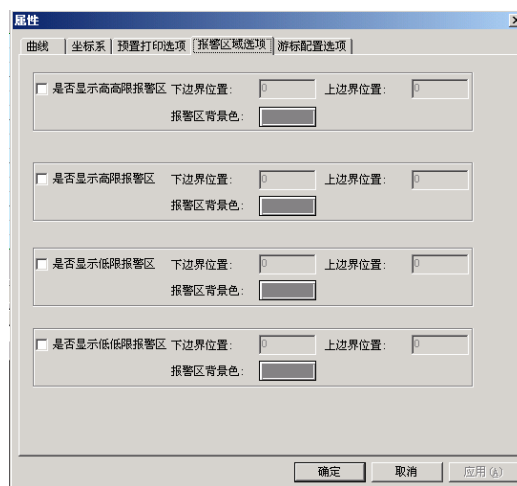 属性
曲线 坐标系 预置打印选项 报警区域选项 游标配置选项
是否显示高高限报警区 下边界位置: 0 上边界位置: 0
报警区背景色:
是否显示高限报警区 下边界位置: 0 上边界位置: 0
报警区背景色:
是否显示低限报警区 下边界位置: 0 上边界位置: 0
报警区背景色:
是否显示低低限报警区 下边界位置: 0 上边界位置: 0
报警区背景色:
确定 取消 应用(A)